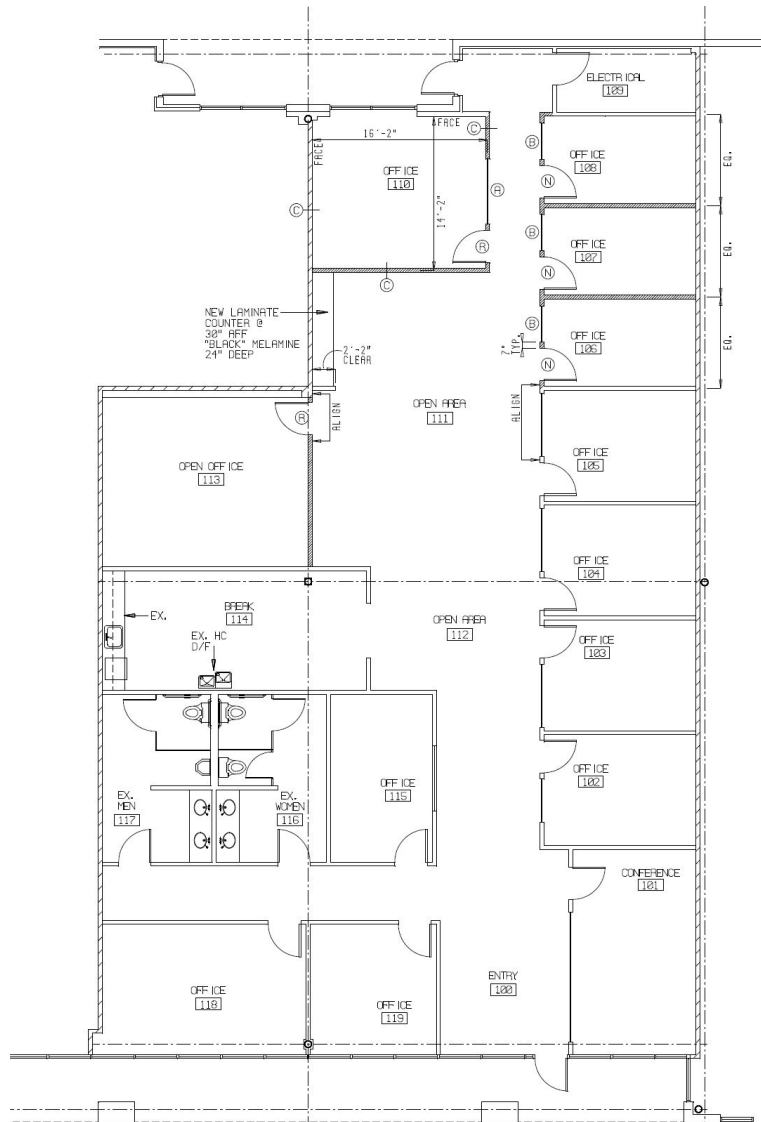 ELECTRICAL
109
FACE
C
16'-2"
B
OFFICE
108
EQ.
FACE
OFFICE
110
N
R
C
14'-2"
B
OFFICE
107
EQ.
R
N
C
NEW LAMINATE
COUNTER @
30" AFF
"BLACK" MELAMINE
24" DEEP
2'-2"
CLEAR
B
7"
TYP.
OFFICE
106
EQ.
N
R
ALIGN
OPEN AREA
111
ALIGN
OFFICE
105
OPEN OFFICE
113
OFFICE
104
EX.
BREAK
114
EX. HC
D/F
OPEN AREA
112
OFFICE
103
OFFICE
102
EX.
MEN
117
EX.
WOMEN
116
OFFICE
115
CONFERENCE
101
ENTRY
100
OFFICE
118
OFFICE
119